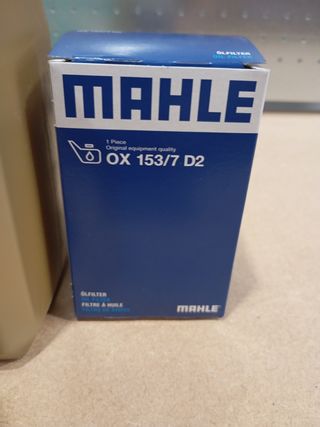 ÖLFILTER
OIL FILTER
MAHLE
1 Piece
Original equipment quality
OX 153/7 D2
ÖLFILTER
OIL FILTER
FILTRE À HUILE
MAHLE